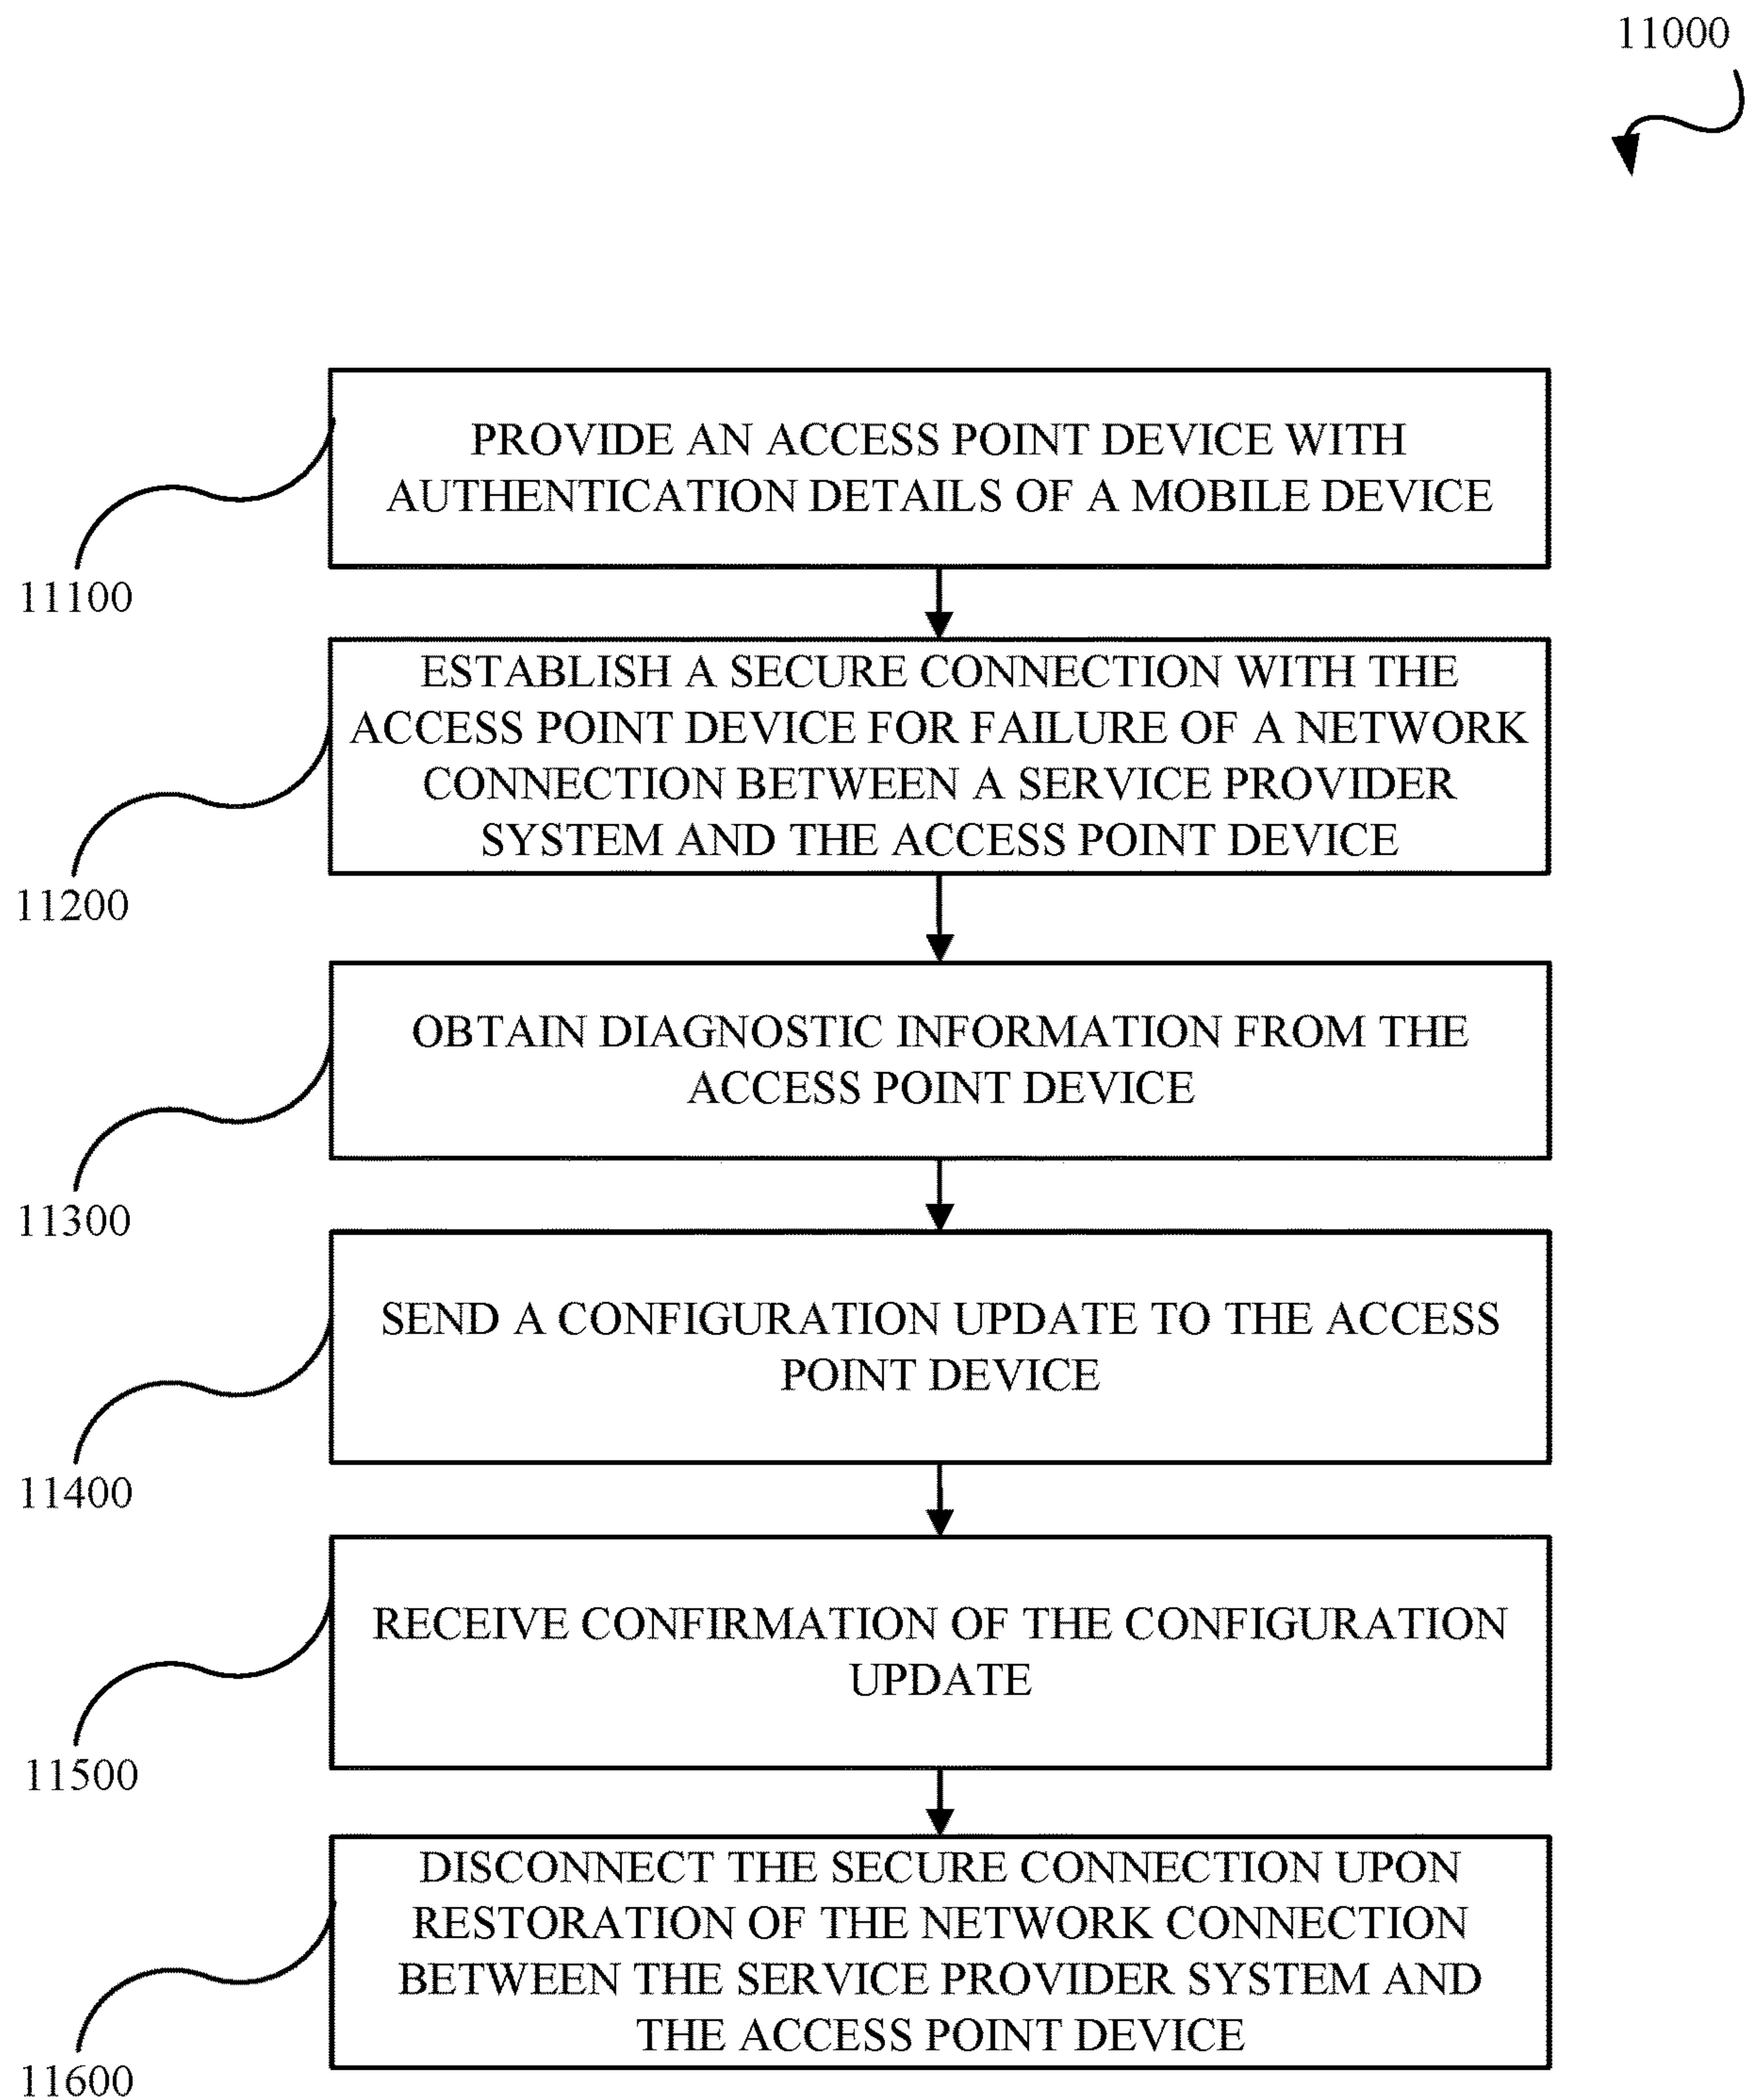 11000
PROVIDE AN ACCESS POINT DEVICE WITH
AUTHENTICATION DETAILS OF A MOBILE DEVICE
11100
ESTABLISH A SECURE CONNECTION WITH THE
ACCESS POINT DEVICE FOR FAILURE OF A NETWORK
CONNECTION BETWEEN A SERVICE PROVIDER
SYSTEM AND THE ACCESS POINT DEVICE
11200
OBTAIN DIAGNOSTIC INFORMATION FROM THE
ACCESS POINT DEVICE
11300
SEND A CONFIGURATION UPDATE TO THE ACCESS
POINT DEVICE
11400
RECEIVE CONFIRMATION OF THE CONFIGURATION
UPDATE
11500
DISCONNECT THE SECURE CONNECTION UPON
RESTORATION OF THE NETWORK CONNECTION
BETWEEN THE SERVICE PROVIDER SYSTEM AND
THE ACCESS POINT DEVICE
11600